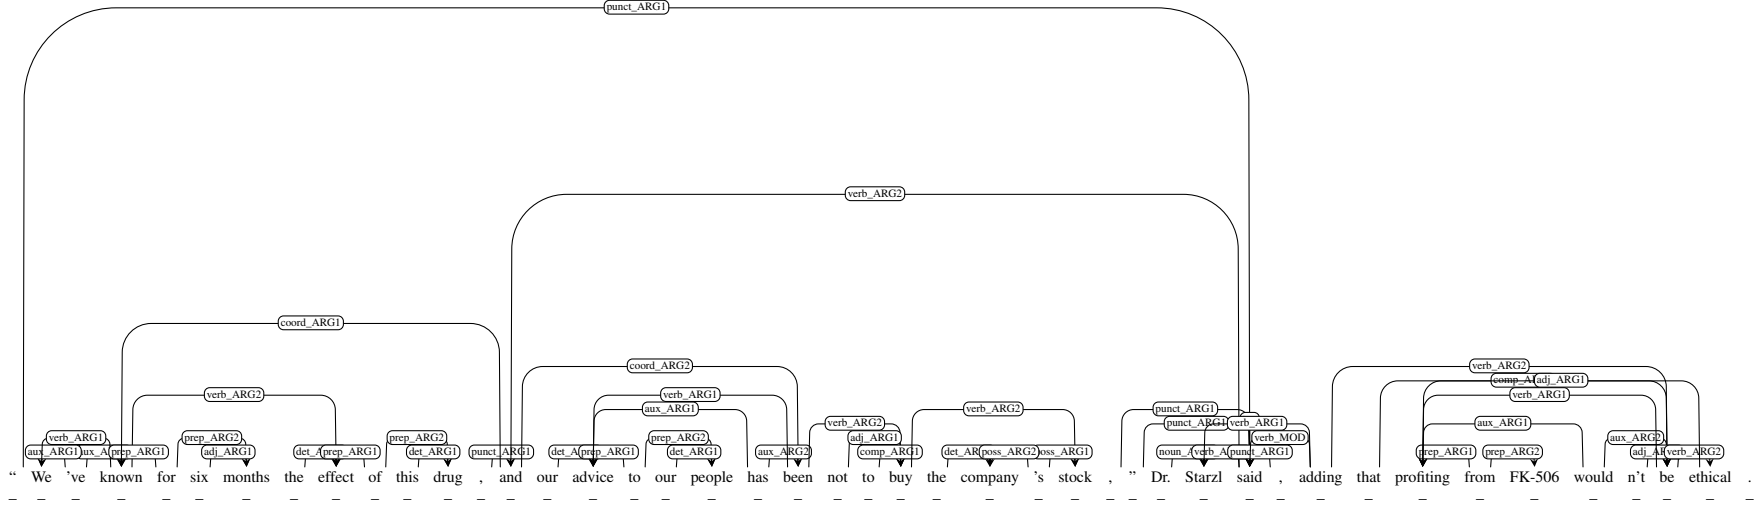 punct_ARG1
verb_ARG2
coord_ARG1
coord_ARG2 verb_ARG2
adj_ARG1
verb_ARG2 verb_ARG1 verb_ARG1
aux_ARG1 verb_ARG2 punct_ARG1
verb_ARG2 verb_ARG1 aux_ARG1
verb_ARG1 prep_ARG2 prep_ARG2 prep_ARG2 adj_ARG1 verb_MOD aux_ARG2
aux_ARG1 prep_ARG1 adj_ARG1 prep_ARG1 det_ARG1 punct_ARG1 prep_ARG1 det_ARG1 aux_ARG2 comp_ARG1 poss_ARG2 punct_ARG1 prep_ARG1 prep_ARG2 verb_ARG2
“ We 've known for six months the effect of this drug , and our advice to our people has been not to buy the company 's stock , ” Dr. Starzl said , adding that profiting from FK-506 would n't be ethical .
_ _ _ _ _ _ _ _ _ _ _ _ _ _ _ _ _ _ _ _ _ _ _ _ _ _ _ _ _ _ _ _ _ _ _ _ _ _ _ _ _ _ _ _